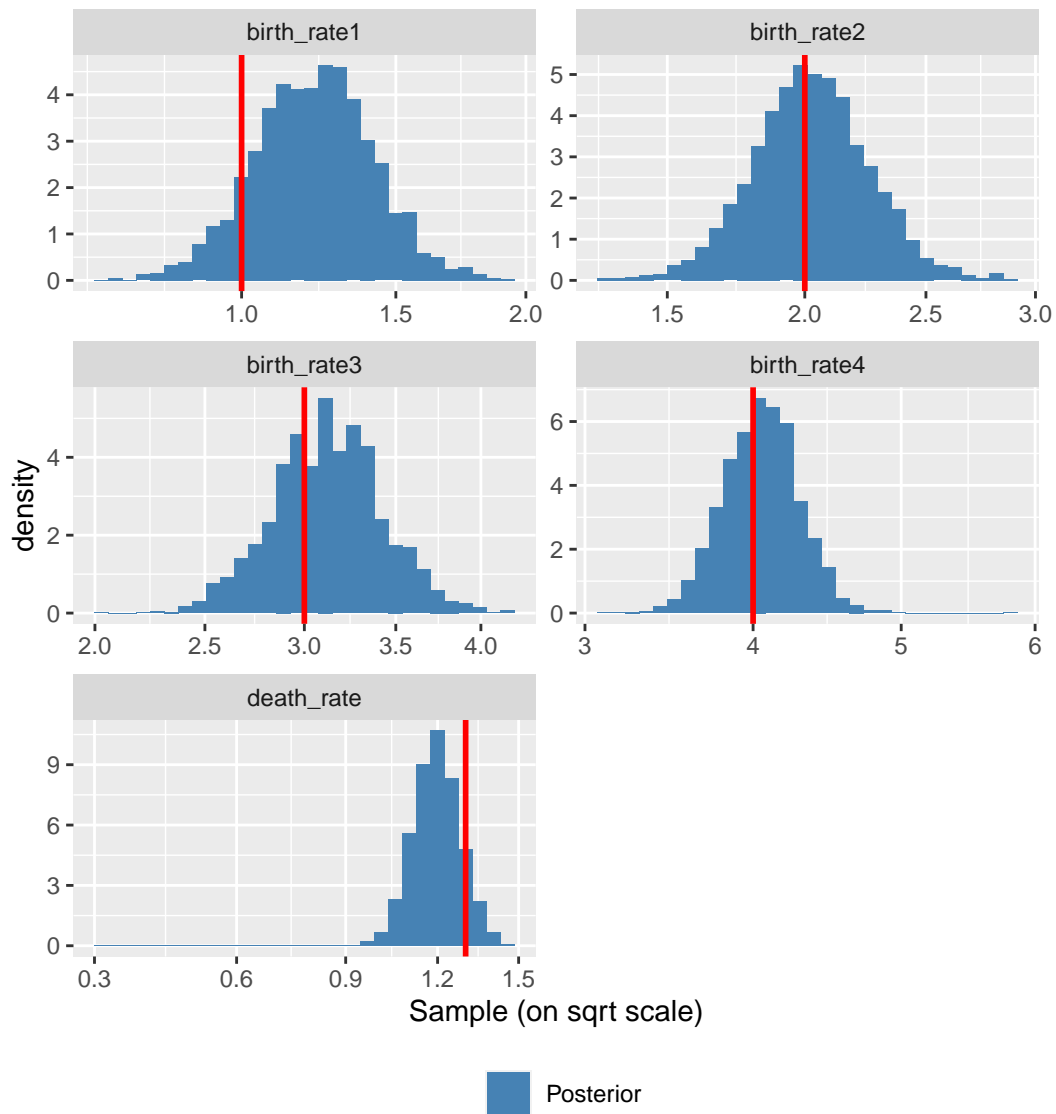 birth_rate1
birth_rate2
4
3
2
1
0
5
4
3
2
1
0
1.0 1.5 2.0
1.5 2.0 2.5 3.0
birth_rate3
birth_rate4
4
2
0
6
4
2
0
2.0 2.5 3.0 3.5 4.0
3 4 5 6
death_rate
9
6
3
0
0.3 0.6 0.9 1.2 1.5
density
Sample (on sqrt scale)
Posterior